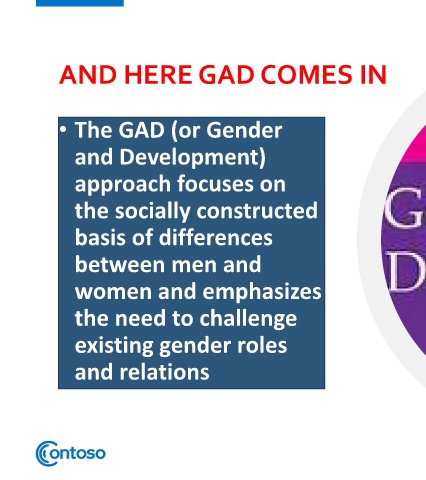 AND HERE GAD COMES IN
• The GAD (or Gender
and Development)
approach focuses on
the socially constructed
basis of differences
between men and
women and emphasizes
the need to challenge
existing gender roles
and relations
G
D
Contoso